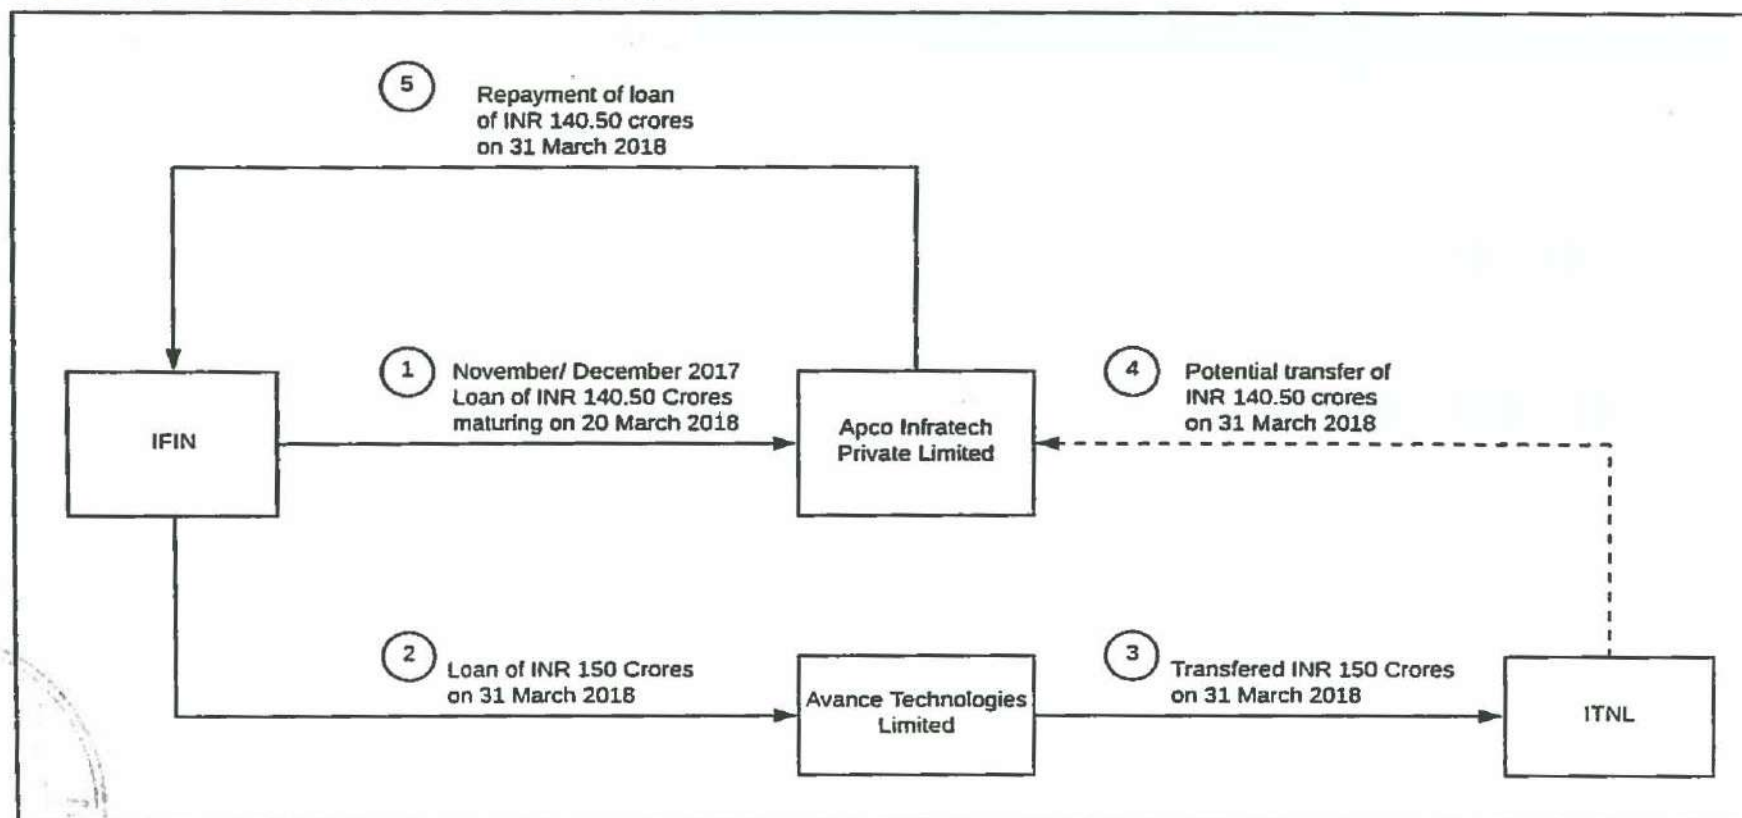 5
Repayment of loan
of INR 140.50 crores
on 31 March 2018
1
November/ December 2017
Loan of INR 140.50 Crores
maturing on 20 March 2018
4
Potential transfer of
INR 140.50 crores
on 31 March 2018
IFIN
Apco Infratech
Private Limited
2
Loan of INR 150 Crores
on 31 March 2018
Avance Technologies
Limited
3
Transfered INR 150 Crores
on 31 March 2018
ITNL